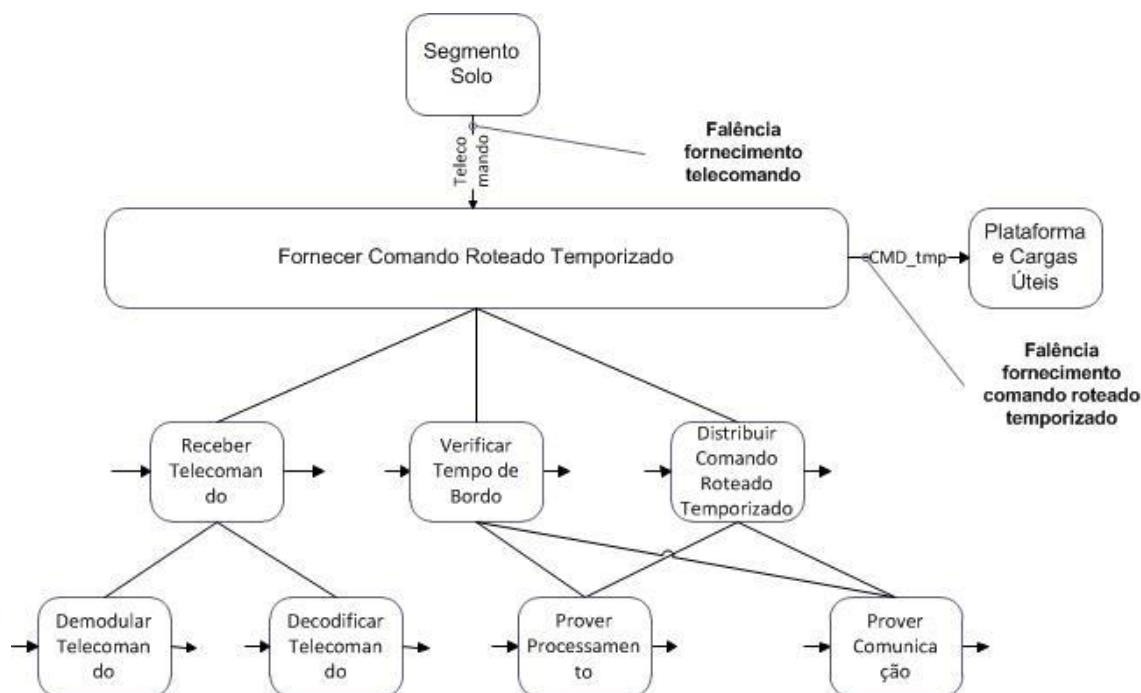 Segmento
Solo
Teleco
mando
Falência
fornecimento
telecomando
Fornecer Comando Roteado Temporizado
CMD_tmp
Plataforma
e Cargas
Úteis
Falência
fornecimento
comando roteado
temporizado
Receber
Telecoman
do
Verificar
Tempo de
Bordo
Distribuir
Comando
Roteado
Temporizado
Demodular
Telecoman
do
Decodificar
Telecoman
do
Prover
Processame
nto
Prover
Comunica
ção